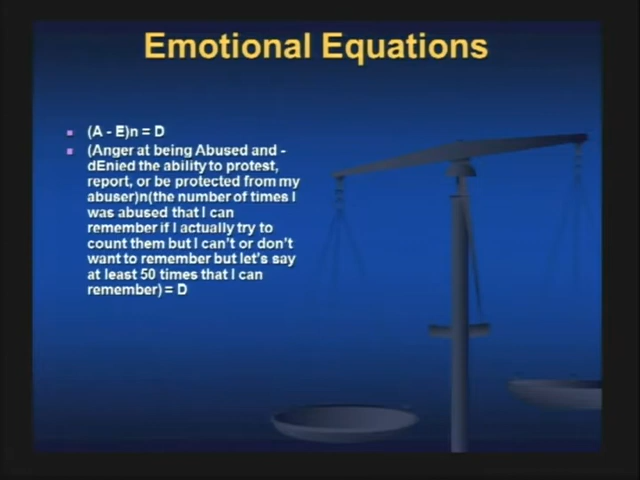 Emotional Equations
(A - E)n = D
(Anger at being Abused and -
dEnied the ability to protest,
report, or be protected from my
abuser)n(the number of times I
was abused that I can
remember if I actually try to
count them but I can't or don't
want to remember but let's say
at least 50 times that I can
remember) = D